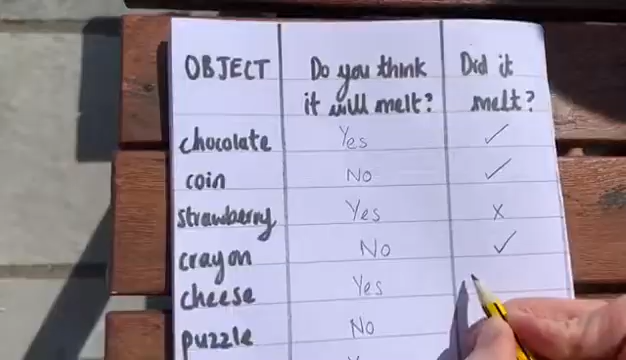 OBJECT Do you think it will melt? Did it melt?
chocolate Yes ✓
coin No ✓
strawberry Yes x
crayon No ✓
cheese Yes
puzzle No